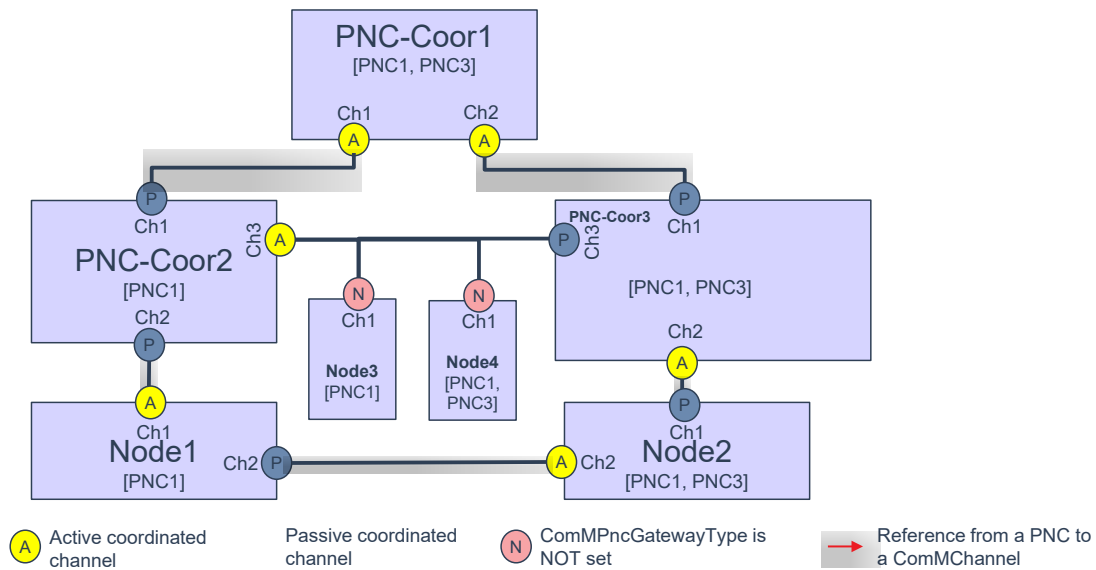 PNC-Coor1
[PNC1, PNC3]
Ch1
Ch2
A
A
P
P
Ch1
PNC-Coor3
Ch1
Ch3
A
P
Ch3
PNC-Coor2
[PNC1]
[PNC1, PNC3]
N
N
Ch2
Ch1
Ch1
Ch2
P
A
Node3
[PNC1]
Node4
[PNC1,
PNC3]
A
P
Ch1
Ch1
Node1
Node2
Ch2
P
A
Ch2
[PNC1]
[PNC1, PNC3]
A
Active coordinated
channel
Passive coordinated
channel
N
ComMPncGatewayType is
NOT set
Reference from a PNC to
a ComMChannel